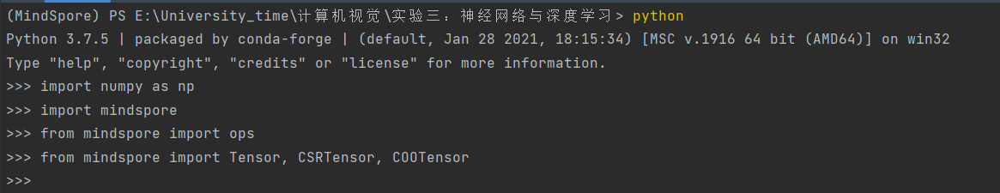 (MindSpore) PS E:\University_time\计算机视觉\实验三：神经网络与深度学习> python
Python 3.7.5 | packaged by conda-forge | (default, Jan 28 2021, 18:15:34) [MSC v.1916 64 bit (AMD64)] on win32
Type "help", "copyright", "credits" or "license" for more information.
>>> import numpy as np
>>> import mindspore
>>> from mindspore import ops
>>> from mindspore import Tensor, CSRTensor, COOTensor
>>>